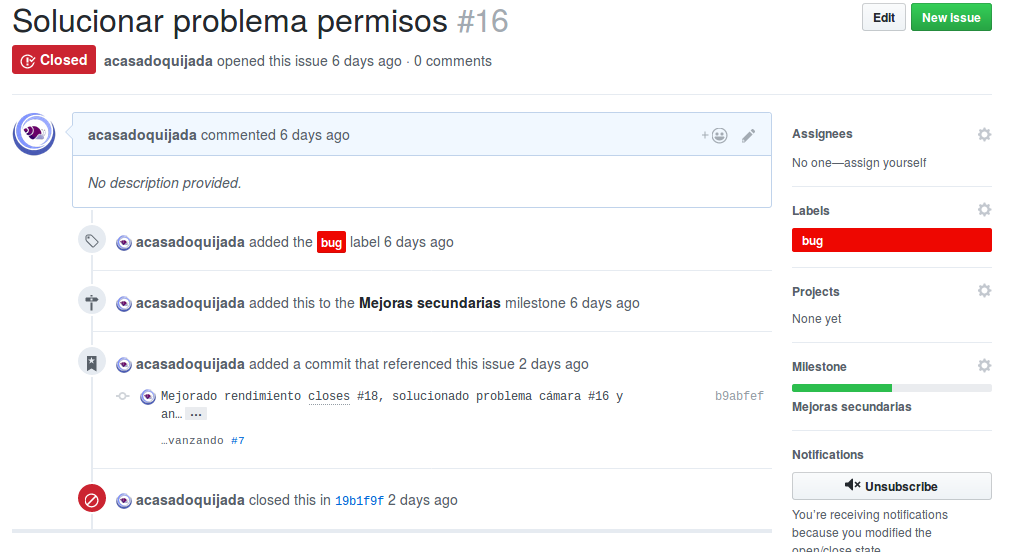 Solucionar problema permisos #16
Edit
New issue
Closed acasadoquijada opened this issue 6 days ago · 0 comments
acasadoquijada commented 6 days ago
No description provided.
acasadoquijada added the bug label 6 days ago
acasadoquijada added this to the Mejoras secundarias milestone 6 days ago
acasadoquijada added a commit that referenced this issue 2 days ago
Mejorado rendimiento closes #18, solucionado problema cámara #16 y b9abfef
an… …
…vanzando #7
acasadoquijada closed this in 19b1f9f 2 days ago
Assignees
No one—assign yourself
Labels
bug
Projects
None yet
Milestone
Mejoras secundarias
Notifications
Unsubscribe
You're receiving notifications
because you modified the
open/close state